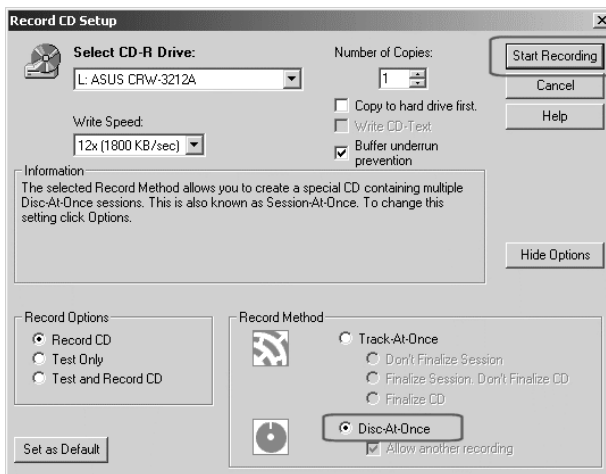 Record CD Setup
Select CD-R Drive:
L: ASUS CRW-3212A
Write Speed:
12x (1800 KB/sec)
Number of Copies:
1
Copy to hard drive first.
Write CD-Text
Buffer underrun
prevention
Start Recording
Cancel
Help
Information
The selected Record Method allows you to create a special CD containing multiple
Disc-At-Once sessions. This is also known as Session-At-Once. To change this
setting click Options.
Hide Options
Record Options
Record CD
Test Only
Test and Record CD
Set as Default
Record Method
Track-At-Once
Don't Finalize Session
Finalize Session. Don't Finalize CD
Finalize CD
Disc-At-Once
Allow another recording